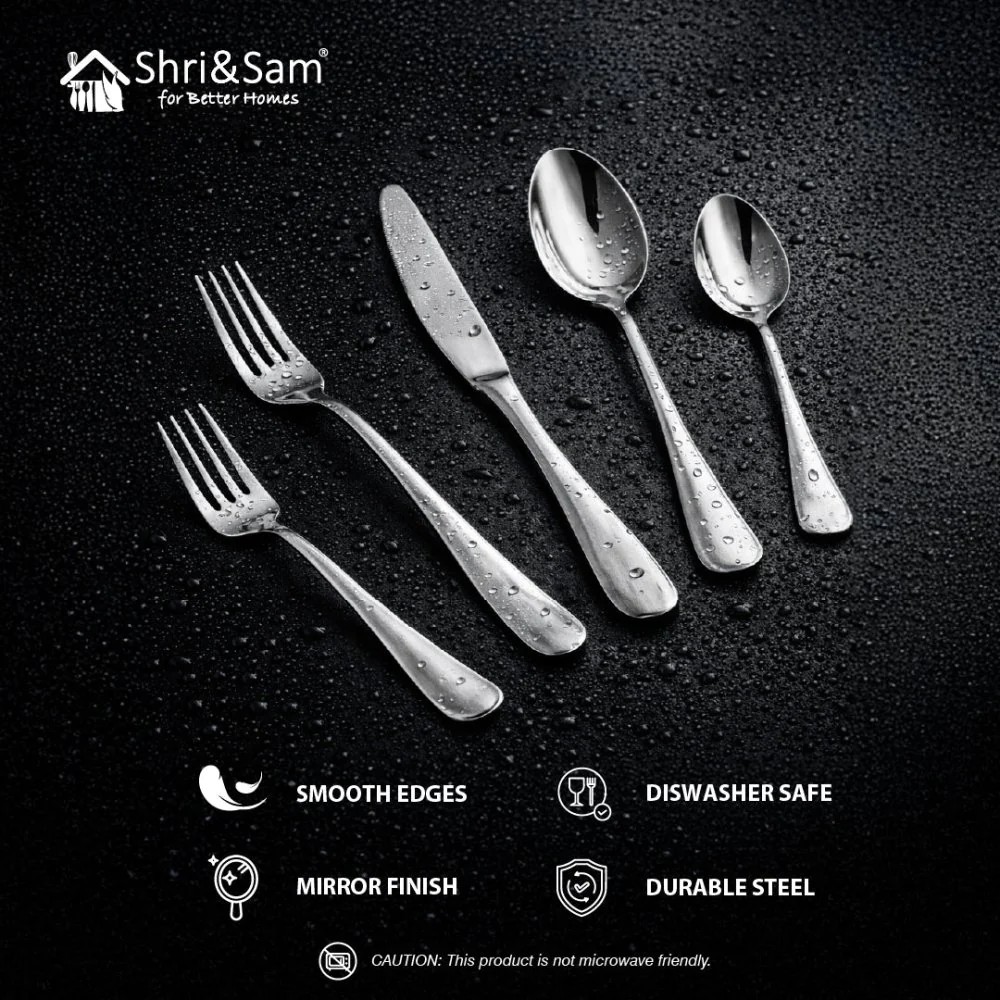 Shri&Sam®
for Better Homes
SMOOTH EDGES
DISWASHER SAFE
MIRROR FINISH
DURABLE STEEL
CAUTION: This product is not microwave friendly.